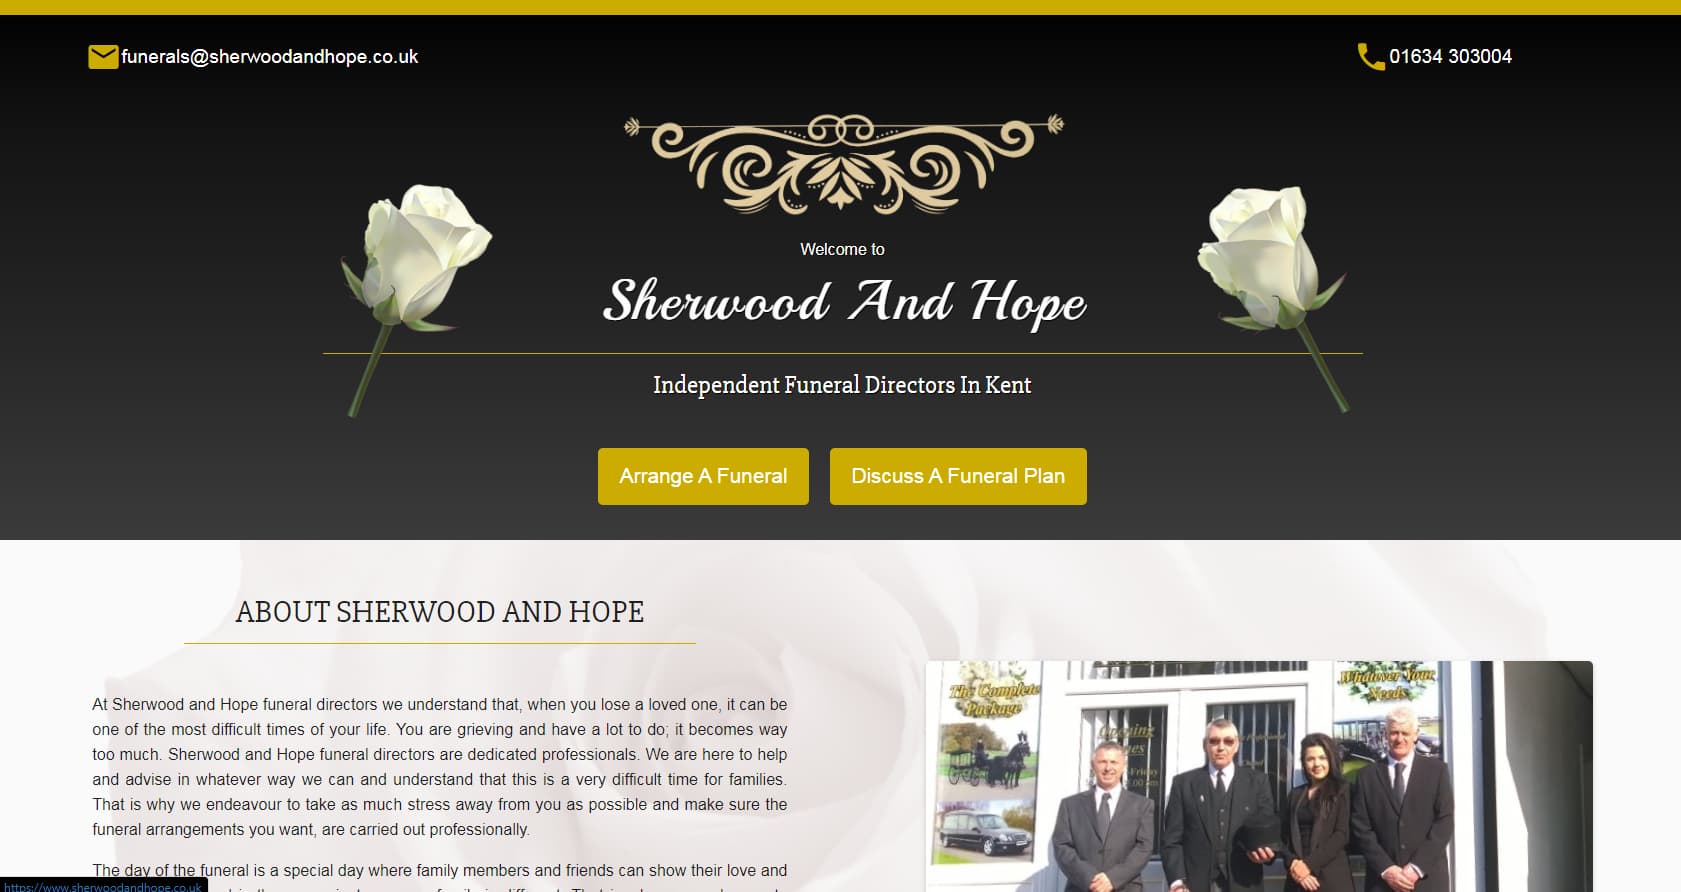 funerals@sherwoodandhope.co.uk
01634 303004
Welcome to
Sherwood And Hope
Independent Funeral Directors In Kent
Arrange A Funeral
Discuss A Funeral Plan
ABOUT SHERWOOD AND HOPE
At Sherwood and Hope funeral directors we understand that, when you lose a loved one, it can be
one of the most difficult times of your life. You are grieving and have a lot to do; it becomes way
too much. Sherwood and Hope funeral directors are dedicated professionals. We are here to help
and advise in whatever way we can and understand that this is a very difficult time for families.
That is why we endeavour to take as much stress away from you as possible and make sure the
funeral arrangements you want, are carried out professionally.
The day of the funeral is a special day where family members and friends can show their love and
The Complete
Package
Whatever Your
Needs
Opening
https://www.sherwoodandhope.co.uk